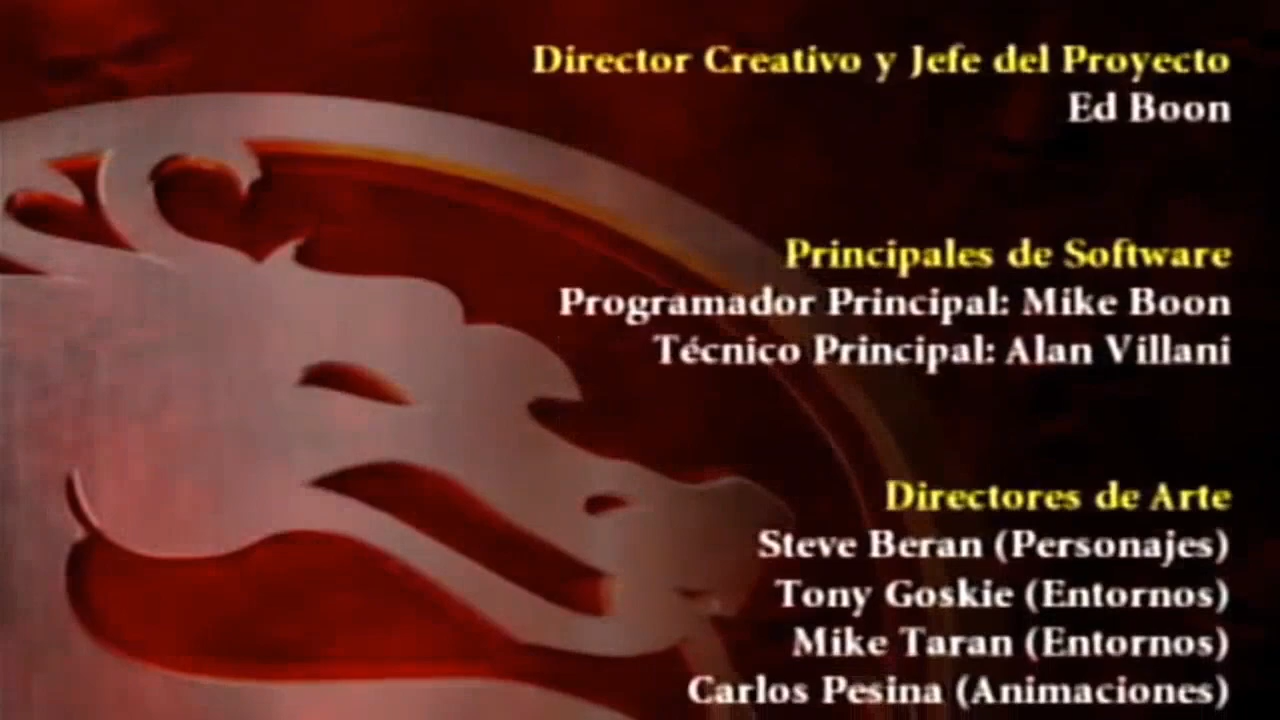 Director Creativo y Jefe del Proyecto
Ed Boon
Principales de Software
Programador Principal: Mike Boon
Técnico Principal: Alan Villani
Directores de Arte
Steve Beran (Personajes)
Tony Goskie (Entornos)
Mike Taran (Entornos)
Carlos Pesina (Animaciones)